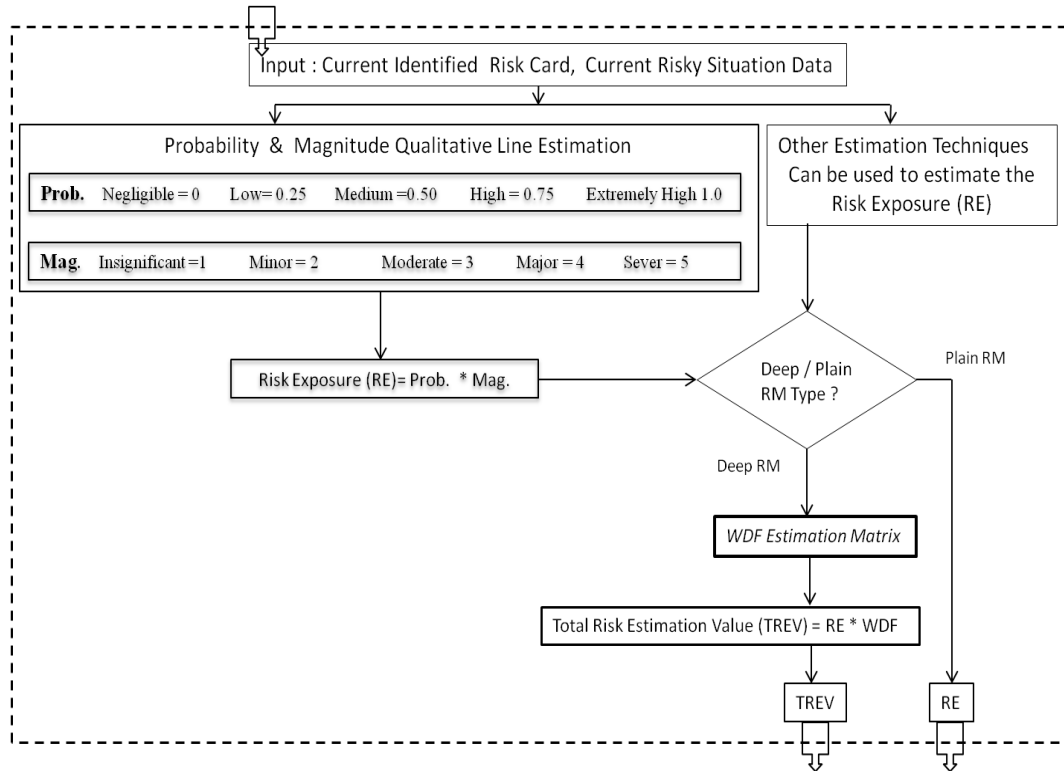 Input : Current Identified Risk Card, Current Risky Situation Data
Probability & Magnitude Qualitative Line Estimation
Prob. Negligible = 0 Low= 0.25 Medium =0.50 High = 0.75 Extremely High 1.0
Mag. Insignificant =1 Minor = 2 Moderate = 3 Major = 4 Sever = 5
Other Estimation Techniques
Can be used to estimate the
Risk Exposure (RE)
Risk Exposure (RE)= Prob. * Mag.
Deep / Plain
RM Type ?
Plain RM
Deep RM
WDF Estimation Matrix
Total Risk Estimation Value (TREV) = RE * WDF
TREV
RE